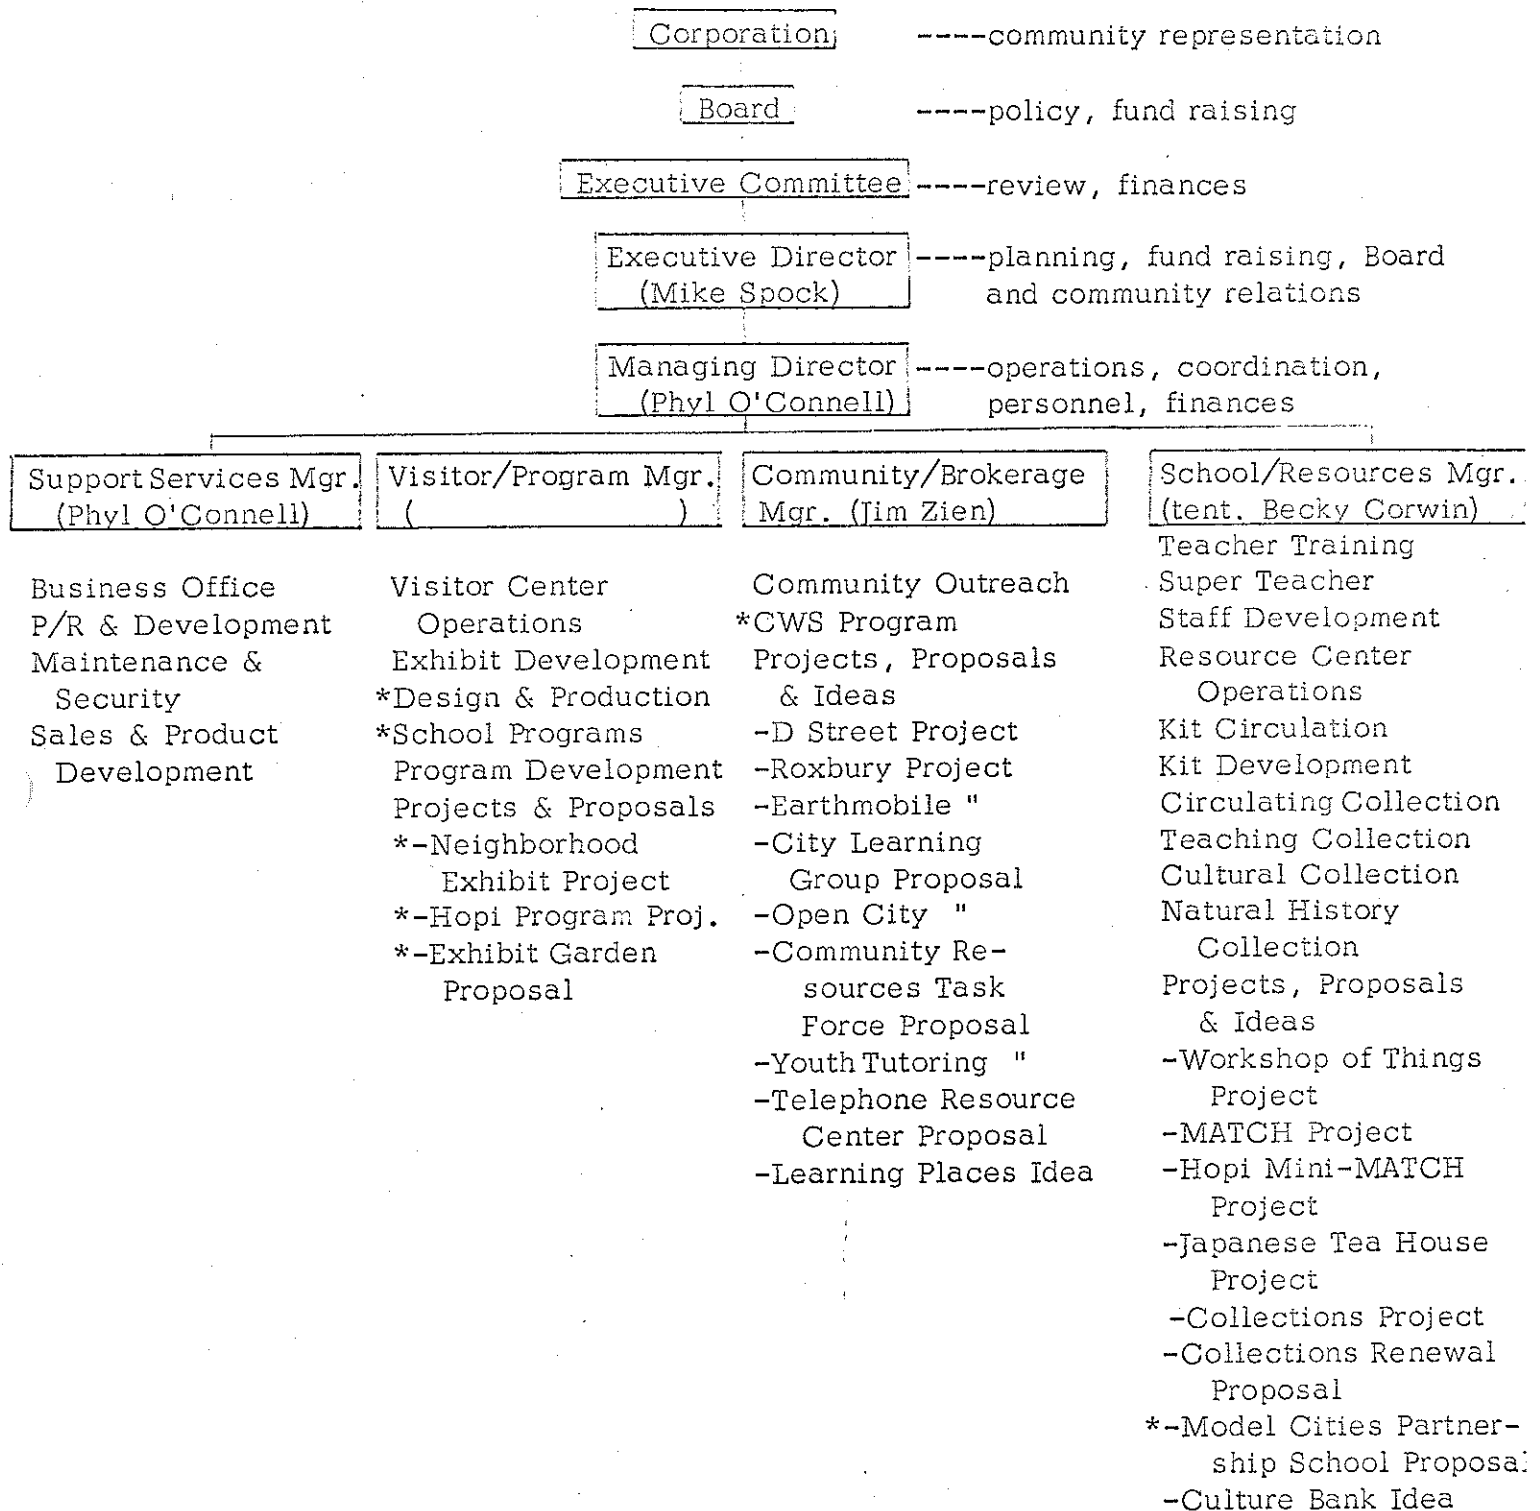 Corporation ----community representation
Board ----policy, fund raising
Executive Committee ----review, finances
Executive Director ----planning, fund raising, Board
(Mike Spock) and community relations
Managing Director ----operations, coordination,
(Phyl O'Connell) personnel, finances
Support Services Mgr.
(Phyl O'Connell)
Business Office
P/R & Development
Maintenance &
Security
Sales & Product
Development
Visitor/Program Mgr.
( )
Visitor Center
Operations
Exhibit Development
*Design & Production
*School Programs
Program Development
Projects & Proposals
*-Neighborhood
Exhibit Project
*-Hopi Program Proj.
*-Exhibit Garden
Proposal
Community/Brokerage
Mgr. (Jim Zien)
Community Outreach
*CWS Program
Projects, Proposals
& Ideas
-D Street Project
-Roxbury Project
-Earthmobile "
-City Learning
Group Proposal
-Open City "
-Community Re-
sources Task
Force Proposal
-Youth Tutoring "
-Telephone Resource
Center Proposal
-Learning Places Idea
School/Resources Mgr.
(tent. Becky Corwin)
Teacher Training
Super Teacher
Staff Development
Resource Center
Operations
Kit Circulation
Kit Development
Circulating Collection
Teaching Collection
Cultural Collection
Natural History
Collection
Projects, Proposals
& Ideas
-Workshop of Things
Project
-MATCH Project
-Hopi Mini-MATCH
Project
-Japanese Tea House
Project
-Collections Project
-Collections Renewal
Proposal
*-Model Cities Partner-
ship School Proposal
-Culture Bank Idea